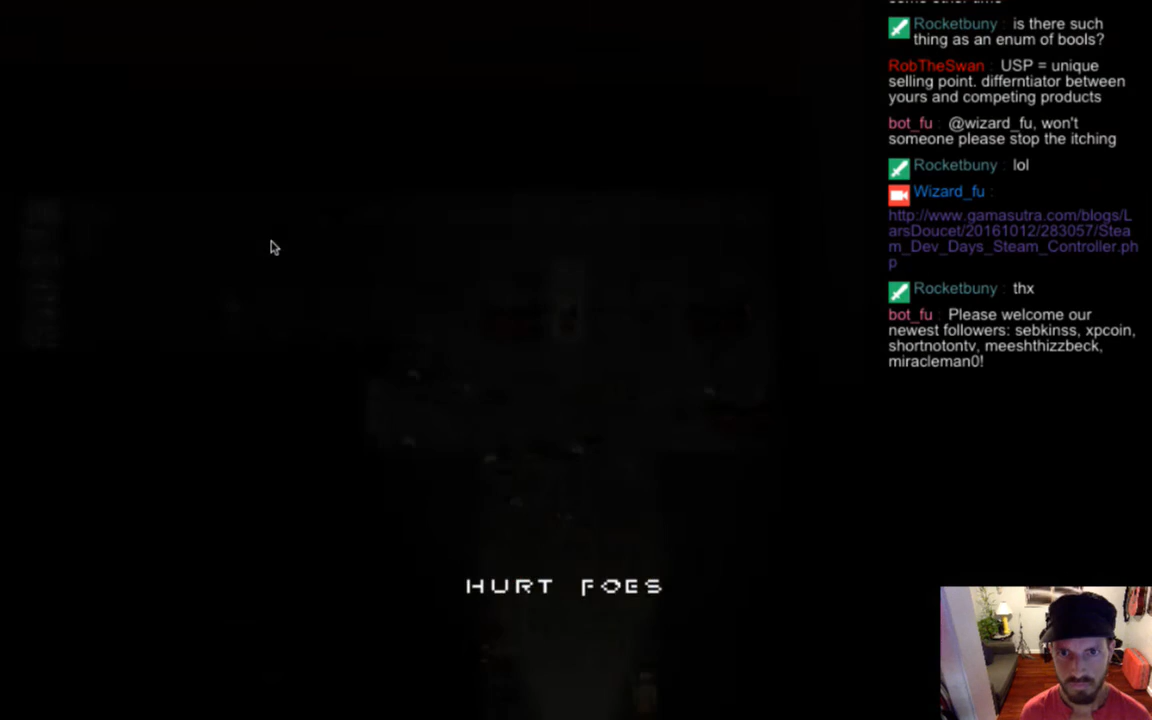 Rocketbuny : is there such
thing as an enum of bools?
RobTheSwan : USP = unique
selling point. differntiator between
yours and competing products
bot_fu : @wizard_fu, won't
someone please stop the itching
Rocketbuny : lol
Wizard_fu :
http://www.gamasutra.com/blogs/L
arsDoucet/20161012/283057/Stea
m_Dev_Days_Steam_Controller.ph
p
Rocketbuny : thx
bot_fu : Please welcome our
newest followers: sebkinss, xpcoin,
shortnotontv, meeshthizzbeck,
miracleman0!
HURT FOES